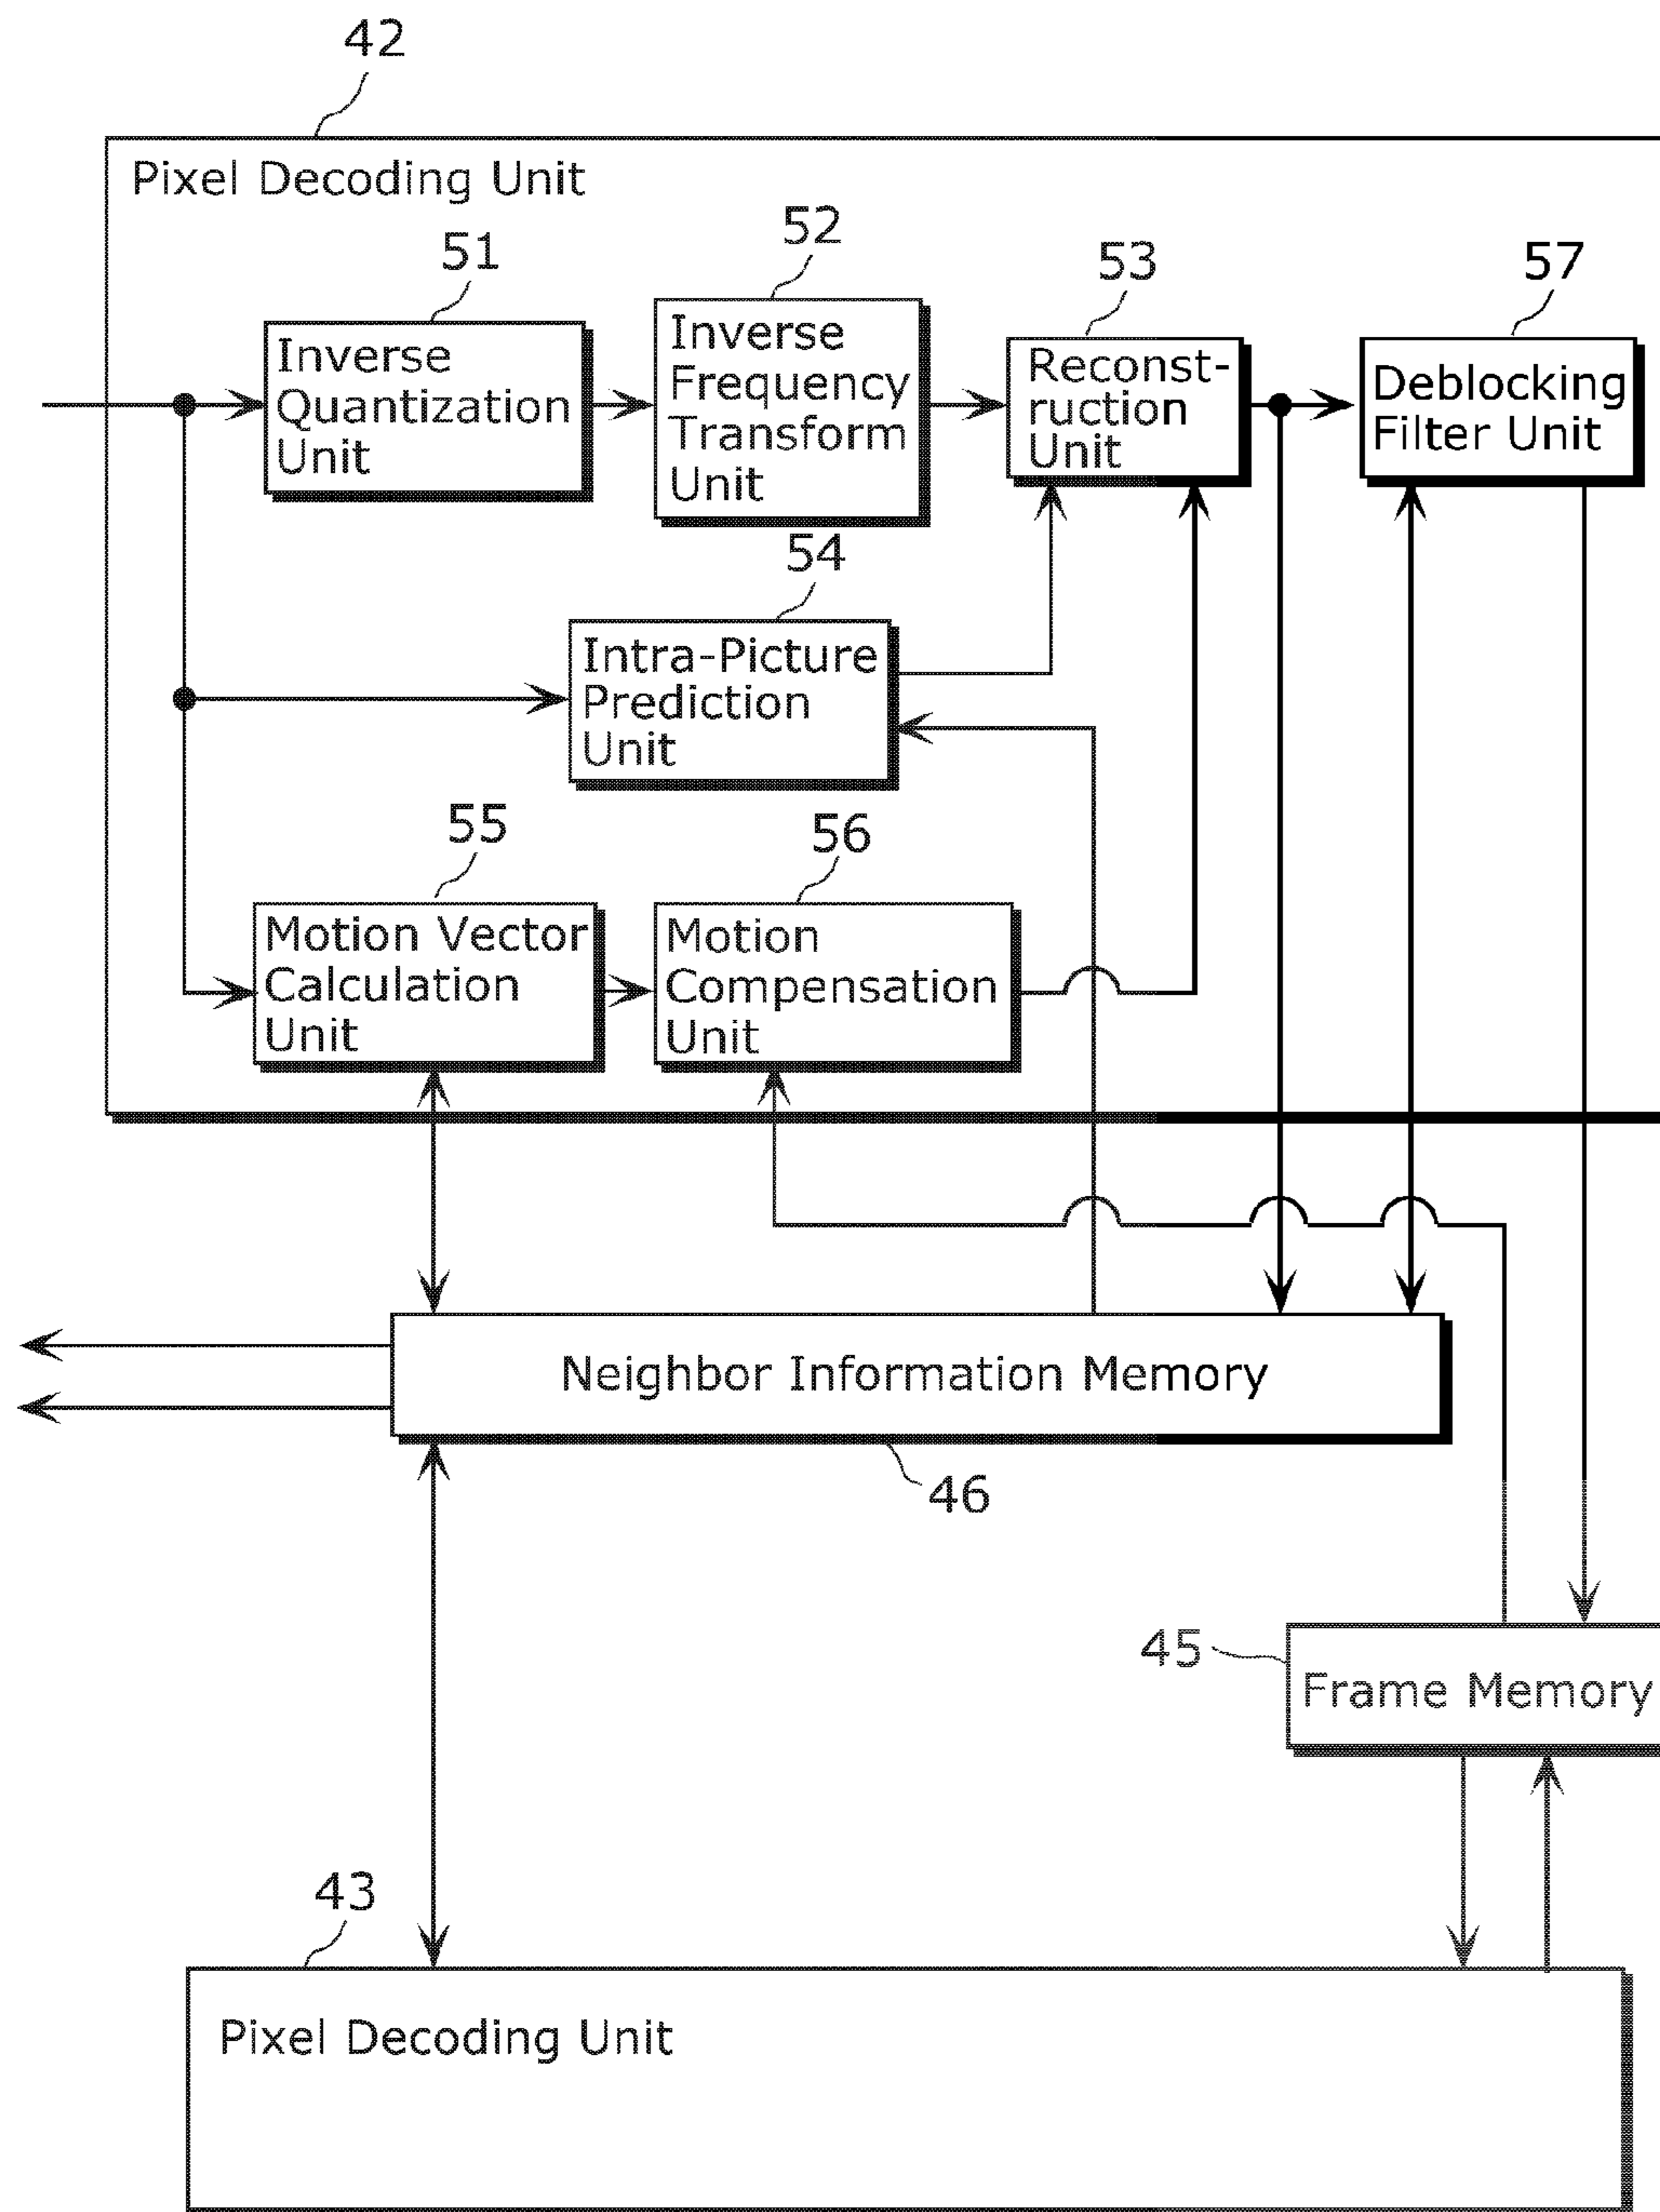 42
Pixel Decoding Unit
51
Inverse
Quantization
Unit
52
Inverse
Frequency
Transform
Unit
53
Reconst-
ruction
Unit
57
Deblocking
Filter Unit
54
Intra-Picture
Prediction
Unit
55
Motion Vector
Calculation
Unit
56
Motion
Compensation
Unit
Neighbor Information Memory
46
45
Frame Memory
43
Pixel Decoding Unit